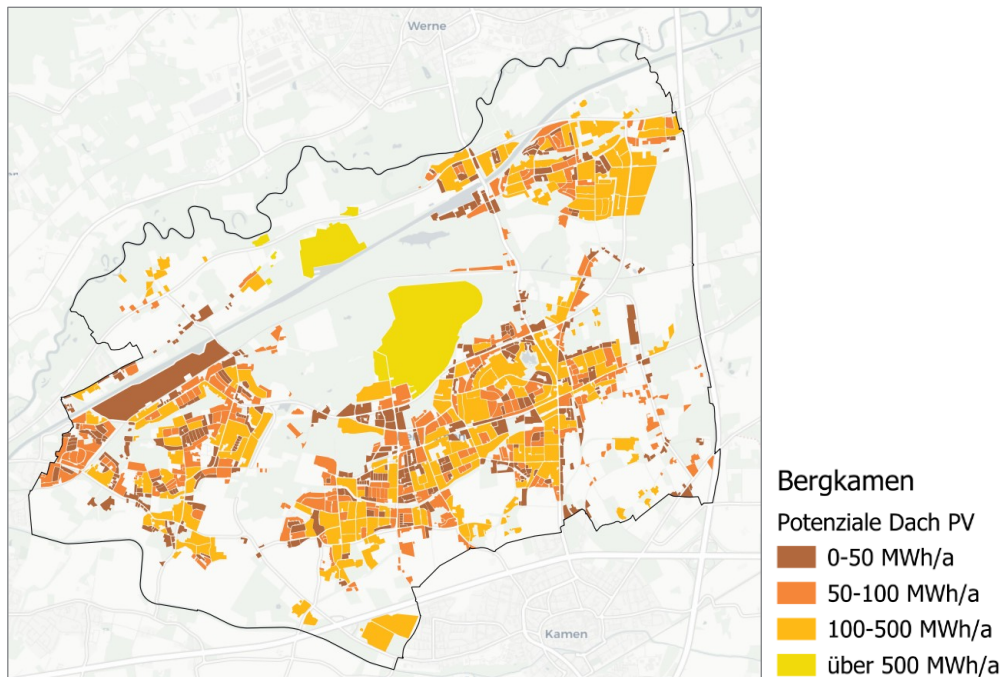 Werne
Bergkamen
Potenziale Dach PV
0-50 MWh/a
50-100 MWh/a
100-500 MWh/a
über 500 MWh/a
Kamen